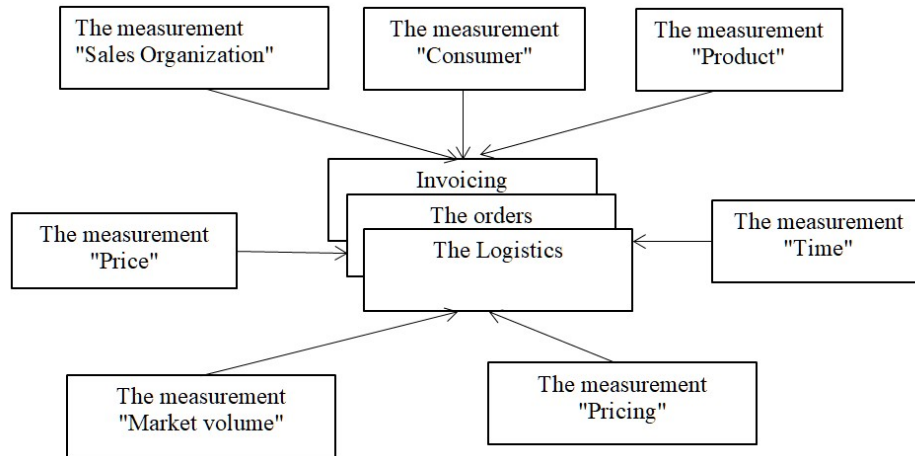 The measurement
"Sales Organization"
The measurement
"Consumer"
The measurement
"Product"
Invoicing
The orders
The Logistics
The measurement
"Price"
The measurement
"Time"
The measurement
"Market volume"
The measurement
"Pricing"